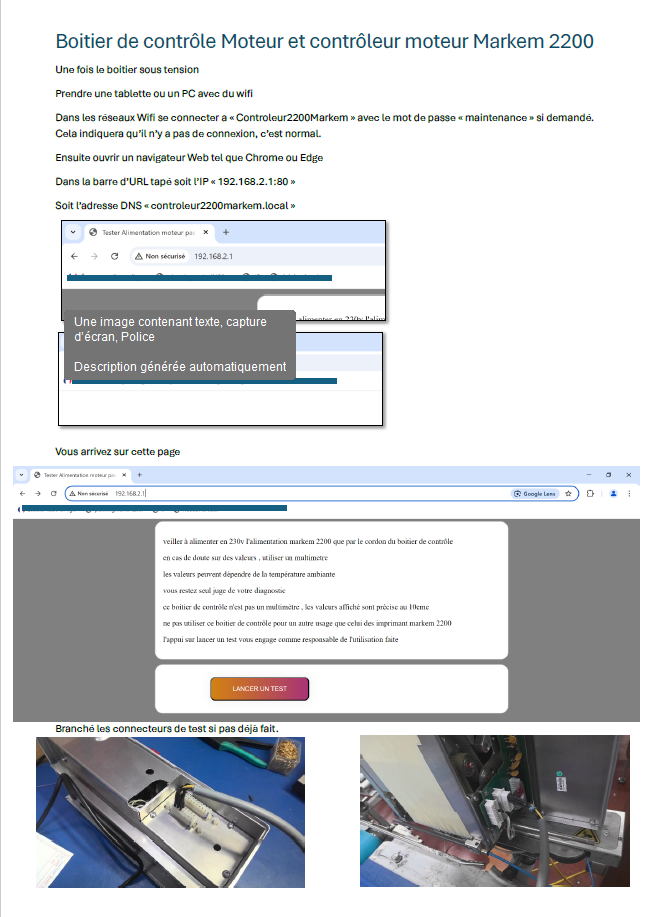 Boitier de contrôle Moteur et contrôleur moteur Markem 2200
Une fois le boitier sous tension
Prendre une tablette ou un PC avec du wifi
Dans les réseaux Wifi se connecter a « Controleur2200Markem » avec le mot de passe « maintenance » si demandé.
Cela indiquera qu'il n'y a pas de connexion, c'est normal.
Ensuite ouvrir un navigateur Web tel que Chrome ou Edge
Dans la barre d'URL tapé soit l'IP « 192.168.2.1:80 »
Soit l'adresse DNS « controleur2200markem.local »
Tester Alimentation moteur pa
Non sécurisé 192.168.2.1
alimenter en 230v l'alim
Une image contenant texte, capture
d'écran, Police
Description générée automatiquement
Vous arrivez sur cette page
Tester Alimentation moteur pa
Non sécurisé 192.168.2.1
Google Lens
veiller à alimenter en 230v l'alimentation markem 2200 que par le cordon du boitier de contrôle
en cas de doute sur des valeurs , utiliser un multimetre
les valeurs peuvent dépendre de la température ambiante
vous restez seul juge de votre diagnostic
ce boitier de contrôle n'est pas un multimètre , les valeurs affiché sont précise au 10eme
ne pas utiliser ce boitier de contrôle pour un autre usage que celui des imprimant markem 2200
l'appui sur lancer un test vous engage comme responsable de l'utilisation faite
LANCER UN TEST
Branché les connecteurs de test si pas déjà fait.